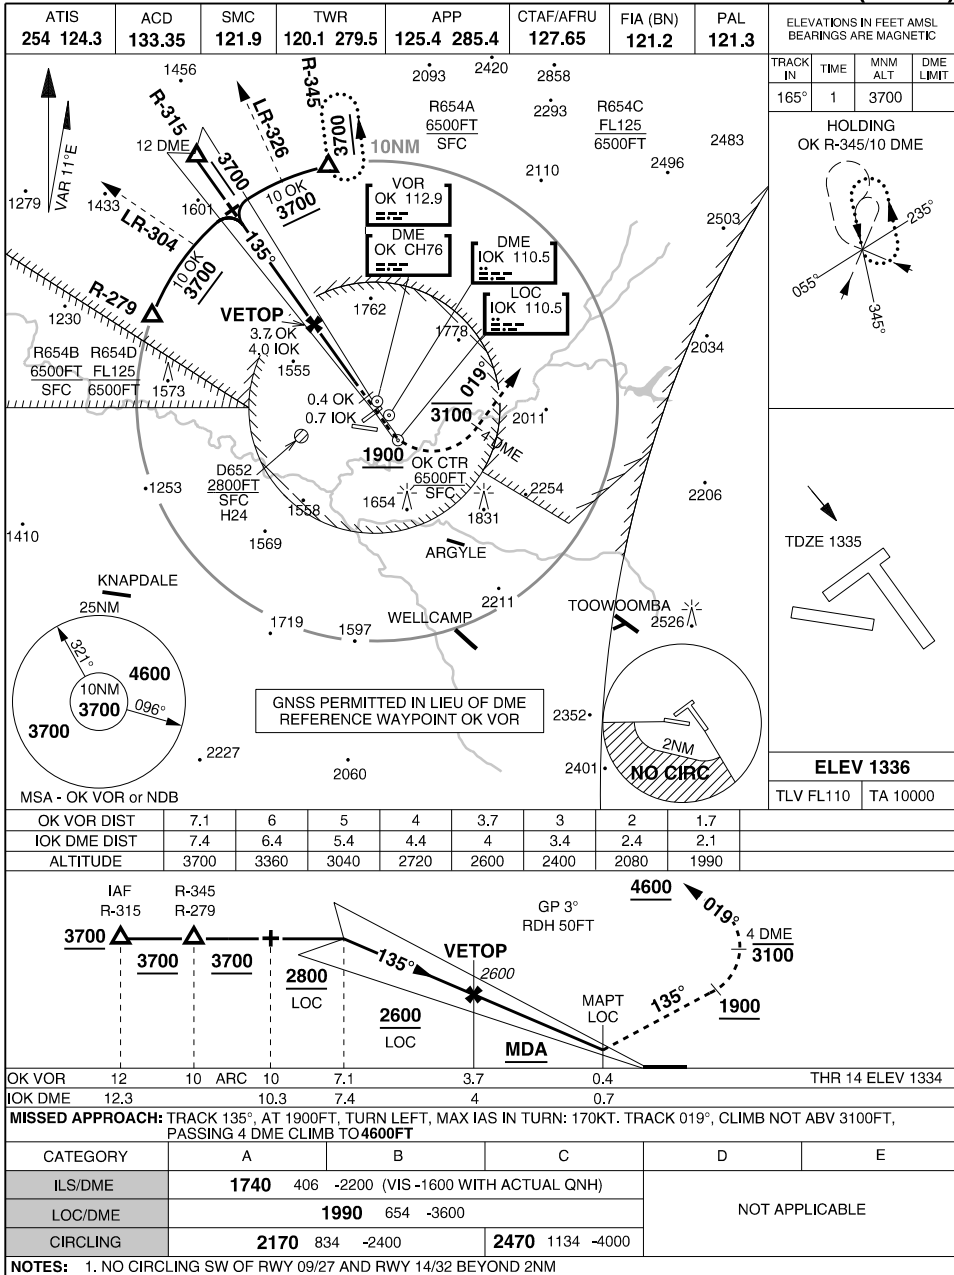 ATIS ACD SMC TWR APP CTAF/AFRU FIA (BN) PAL
254 124.3 133.35 121.9 120.1 279.5 125.4 285.4 127.65 121.2 121.3
ELEVATIONS IN FEET AMSL
BEARINGS ARE MAGNETIC
TRACK IN TIME MNM ALT DME LIMIT
165° 1 3700
HOLDING
OK R-345/10 DME
235°
055°
345°
1456
R-315
12 DME
LR-326
R-345
3700
3700
2093
2420
2858
2293
R654A
6500FT
SFC
R654C
FL125
6500FT
2483
2496
2110
2503
10NM
VAR 11°E
1279
1433
1601
LR-304
10 OK
3700
10 OK
3700
135°
R-279
VOR
OK 112.9
DME
OK CH76
DME
IOK 110.5
LOC
IOK 110.5
1230
VETOP
3.7 OK
4.0 IOK
1762
1778
2034
R654B R654D
6500FT FL125
SFC 6500FT
1573
1555
0.4 OK
0.7 IOK
019°
3100
2011
4 DME
1900
OK CTR
6500FT
SFC
D652
2800FT
SFC
H24
1253
1558
1654
1831
2254
2206
1410
1569
ARGYLE
TDZE 1335
KNAPDALE
25NM
2211
TOOWOOMBA
2526
WELLCAMP
1719
1597
321°
4600
10NM
3700
096°
3700
GNSS PERMITTED IN LIEU OF DME
REFERENCE WAYPOINT OK VOR
2352
2NM
NO CIRC
2227
2060
2401
MSA - OK VOR or NDB
ELEV 1336
TLV FL110 TA 10000
OK VOR DIST 7.1 6 5 4 3.7 3 2 1.7
IOK DME DIST 7.4 6.4 5.4 4.4 4 3.4 2.4 2.1
ALTITUDE 3700 3360 3040 2720 2600 2400 2080 1990
IAF R-345
R-315 R-279
GP 3°
RDH 50FT
4600
019°
3700
3700
3700
135°
VETOP
2600
4 DME
3100
2800
LOC
2600
LOC
MAPT
LOC
135°
1900
MDA
OK VOR 12 10 ARC 10 7.1 3.7 0.4 THR 14 ELEV 1334
IOK DME 12.3 10.3 7.4 4 0.7
MISSED APPROACH: TRACK 135°, AT 1900FT, TURN LEFT, MAX IAS IN TURN: 170KT. TRACK 019°, CLIMB NOT ABV 3100FT,
PASSING 4 DME CLIMB TO 4600FT
CATEGORY A B C D E
ILS/DME 1740 406 -2200 (VIS -1600 WITH ACTUAL QNH)
NOT APPLICABLE
LOC/DME 1990 654 -3600
CIRCLING 2170 834 -2400 2470 1134 -4000
NOTES: 1. NO CIRCLING SW OF RWY 09/27 AND RWY 14/32 BEYOND 2NM